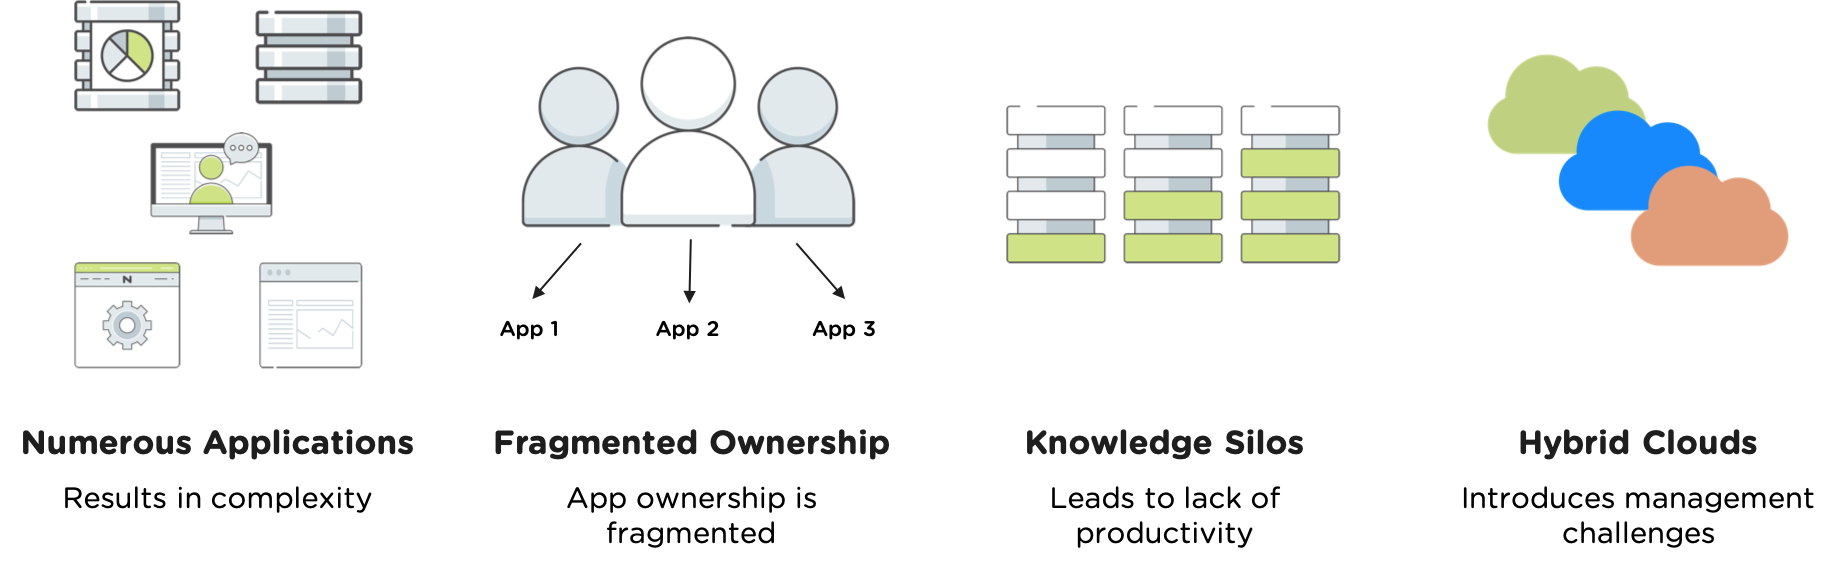 N
App 1
App 2
App 3
Numerous Applications
Results in complexity
Fragmented Ownership
App ownership is
fragmented
Knowledge Silos
Leads to lack of
productivity
Hybrid Clouds
Introduces management
challenges